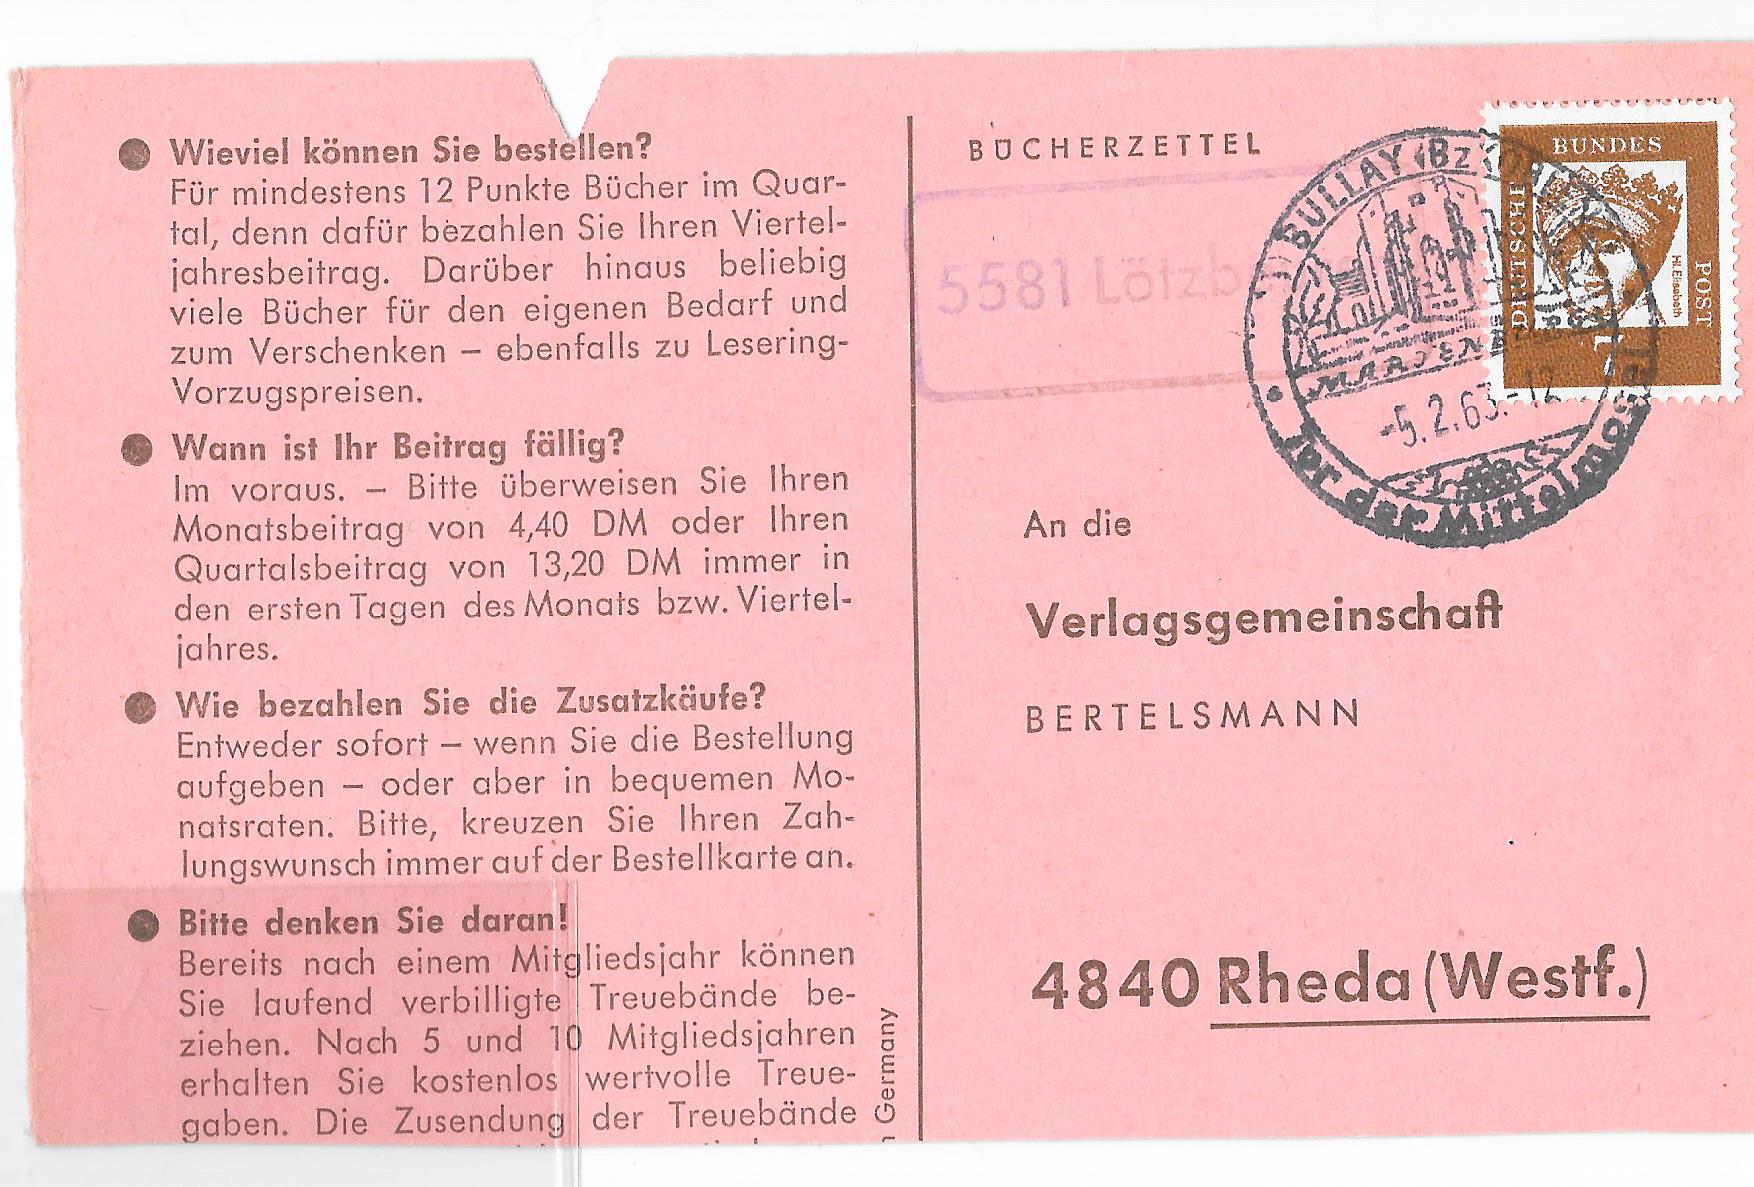 ● Wieviel können Sie bestellen?
Für mindestens 12 Punkte Bücher im Quar-
tal, denn dafür bezahlen Sie Ihren Viertel-
jahresbeitrag. Darüber hinaus beliebig
viele Bücher für den eigenen Bedarf und
zum Verschenken – ebenfalls zu Lesering-
Vorzugspreisen.
● Wann ist Ihr Beitrag fällig?
Im voraus. – Bitte überweisen Sie Ihren
Monatsbeitrag von 4,40 DM oder Ihren
Quartalsbeitrag von 13,20 DM immer in
den ersten Tagen des Monats bzw. Viertel-
jahres.
● Wie bezahlen Sie die Zusatzkäufe?
Entweder sofort – wenn Sie die Bestellung
aufgeben – oder aber in bequemen Mo-
natsraten. Bitte, kreuzen Sie Ihren Zah-
lungswunsch immer auf der Bestellkarte an.
● Bitte denken Sie daran!
Bereits nach einem Mitgliedsjahr können
Sie laufend verbilligte Treuebände be-
ziehen. Nach 5 und 10 Mitgliedsjahren
erhalten Sie kostenlos wertvolle Treue-
gaben. Die Zusendung der Treuebände
Germany
BÜCHERZETTEL
5581
BULLAY (Bz
-5.2.63.-12
der Mittelmosel
BUNDES
DEUTSCHE
POST
Hl. Elisabeth
An die
Verlagsgemeinschaft
BERTELSMANN
4840 Rheda (Westf.)